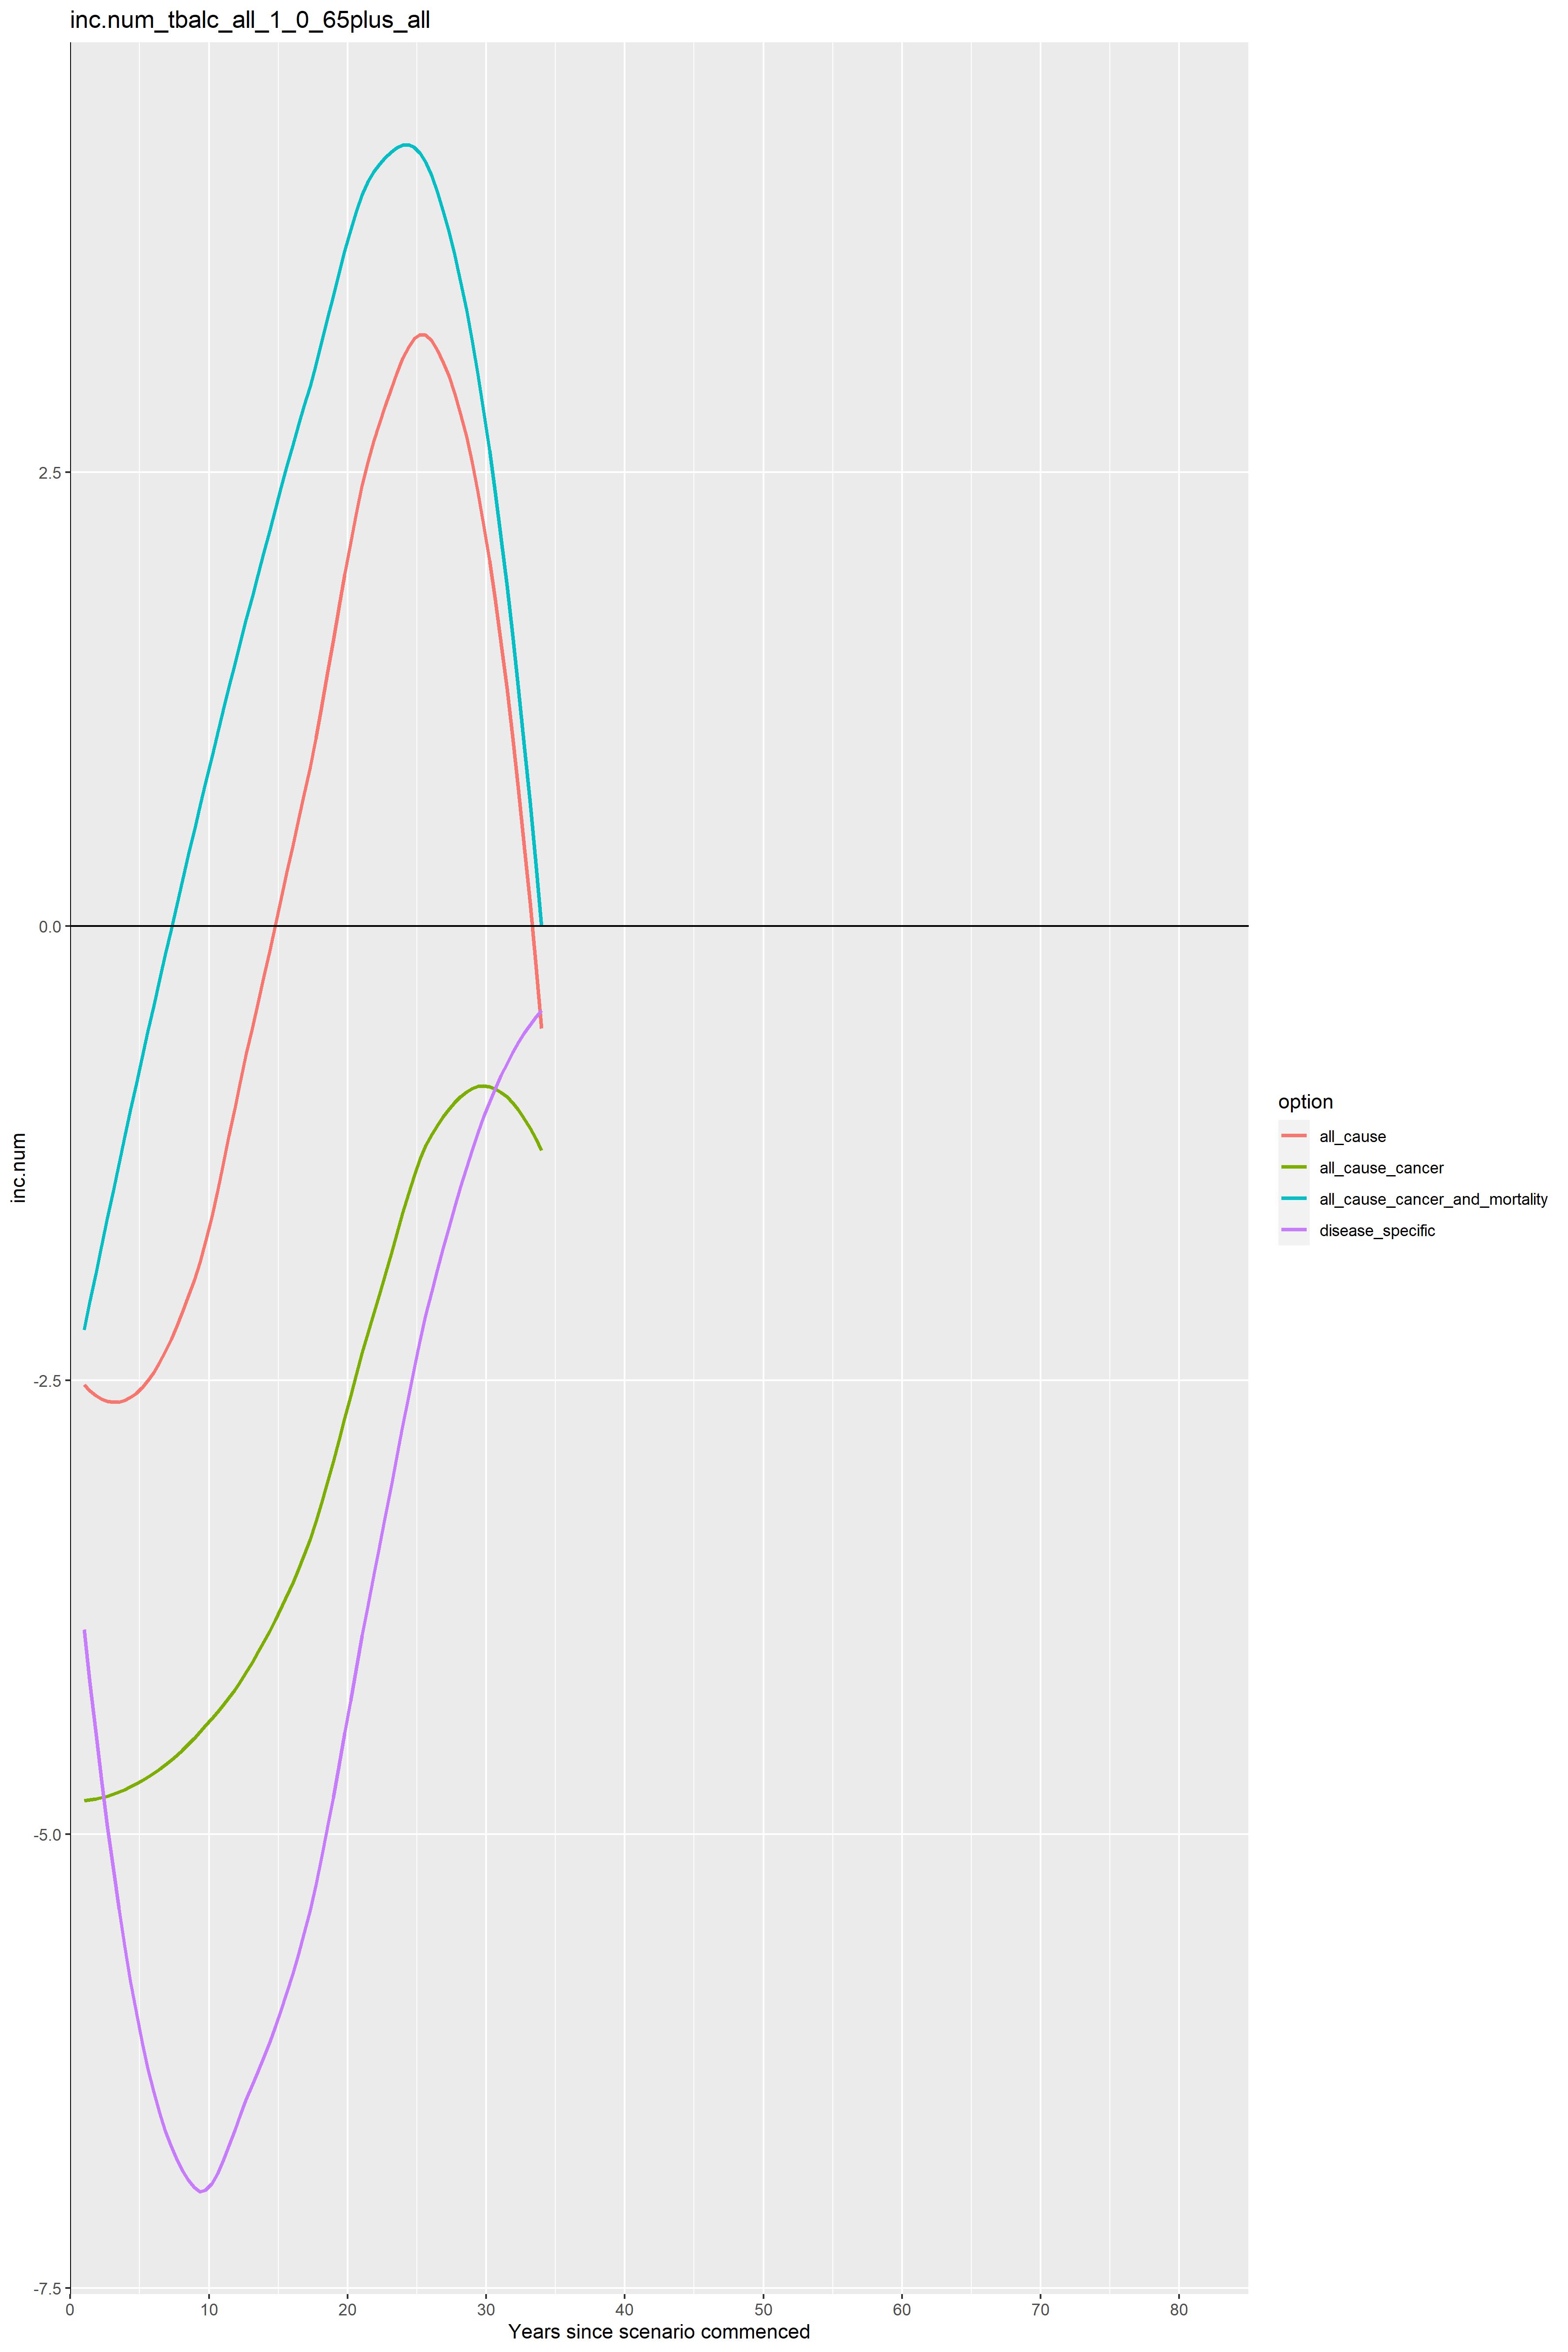 inc.num_tbalc_all_1_0_65plus_all
2.5
0.0
-2.5
-5.0
-7.5
inc.num
0 10 20 30 40 50 60 70 80
Years since scenario commenced
option
all_cause
all_cause_cancer
all_cause_cancer_and_mortality
disease_specific